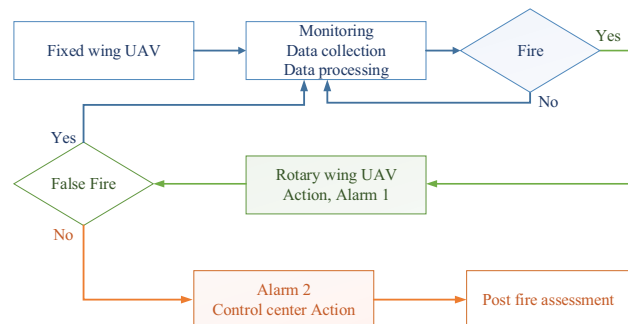 Fixed wing UAV
Monitoring
Data collection
Data processing
Fire
Yes
No
Yes
False Fire
Rotary wing UAV
Action, Alarm 1
No
Alarm 2
Control center Action
Post fire assessment